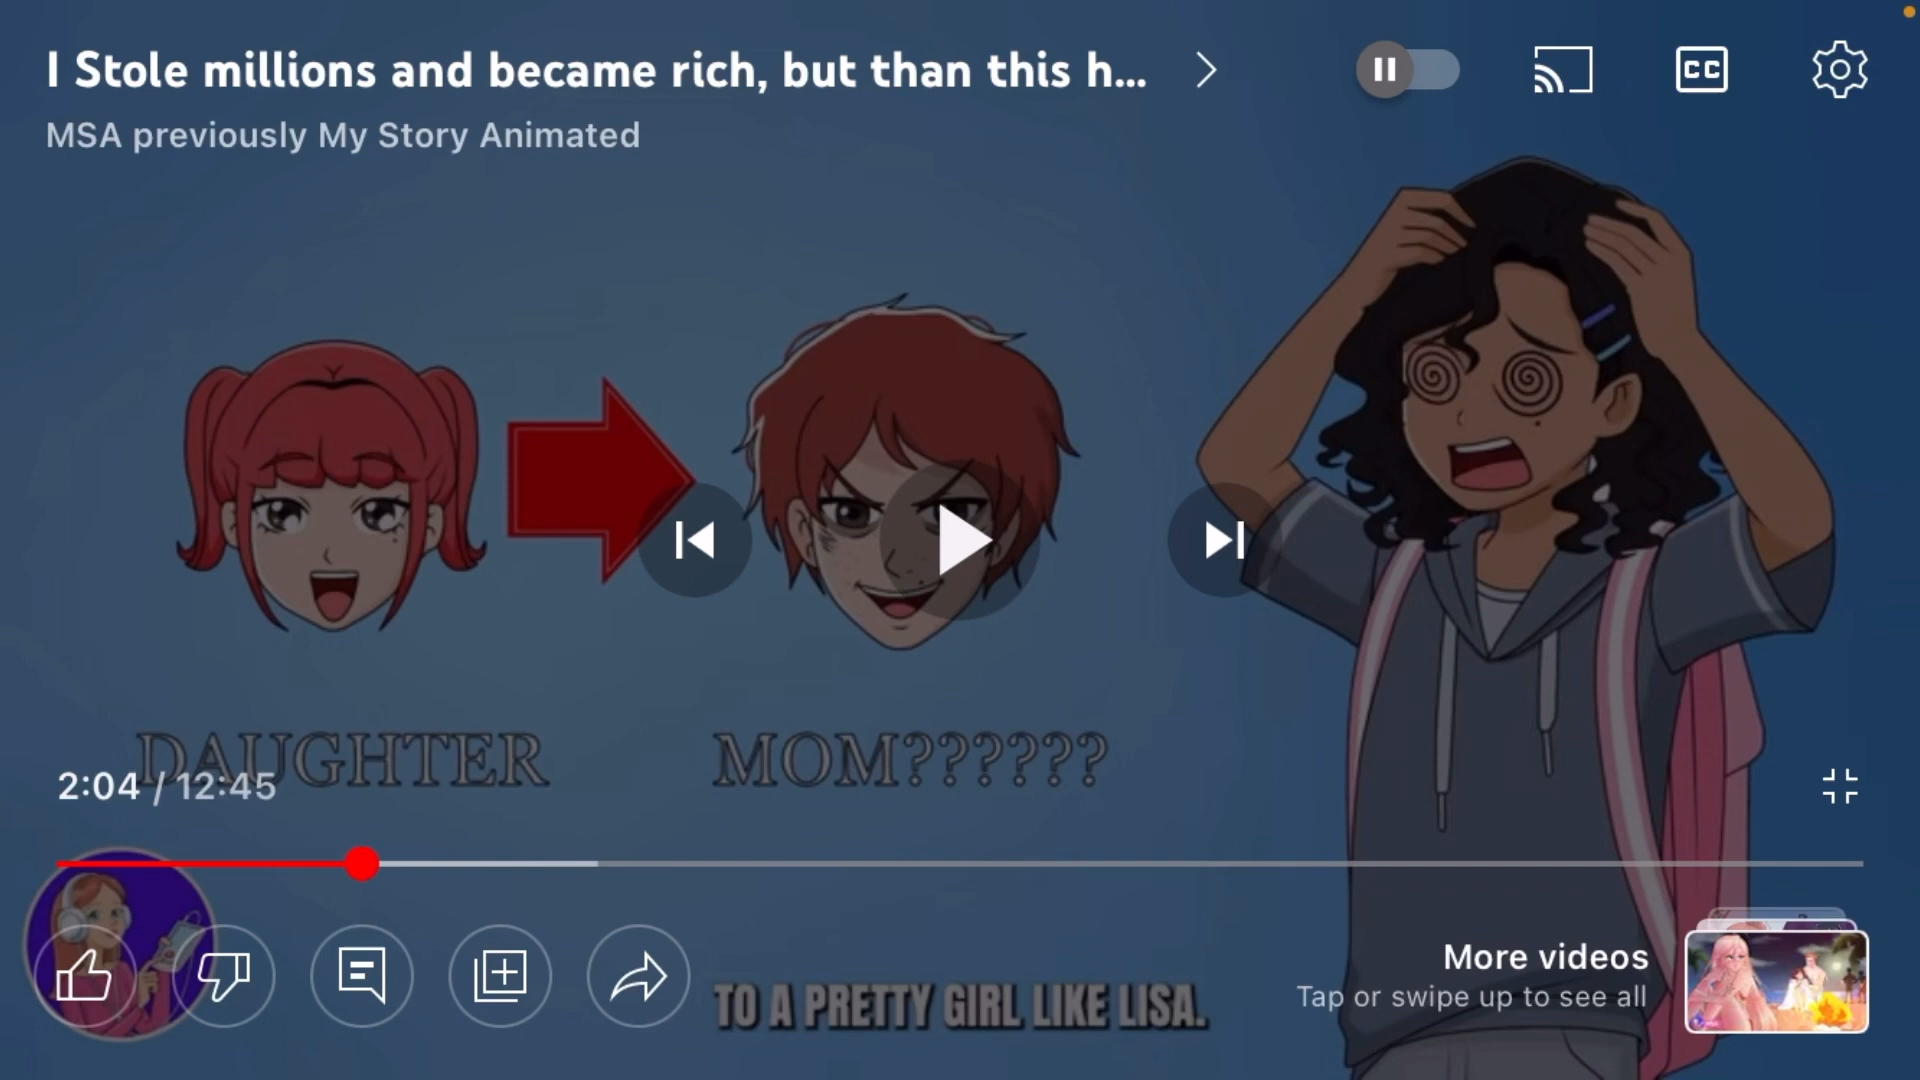 I Stole millions and became rich, but than this h...
MSA previously My Story Animated
CC
DAUGHTER
MOM??????
2:04 / 12:45
TO A PRETTY GIRL LIKE LISA.
More videos
Tap or swipe up to see all